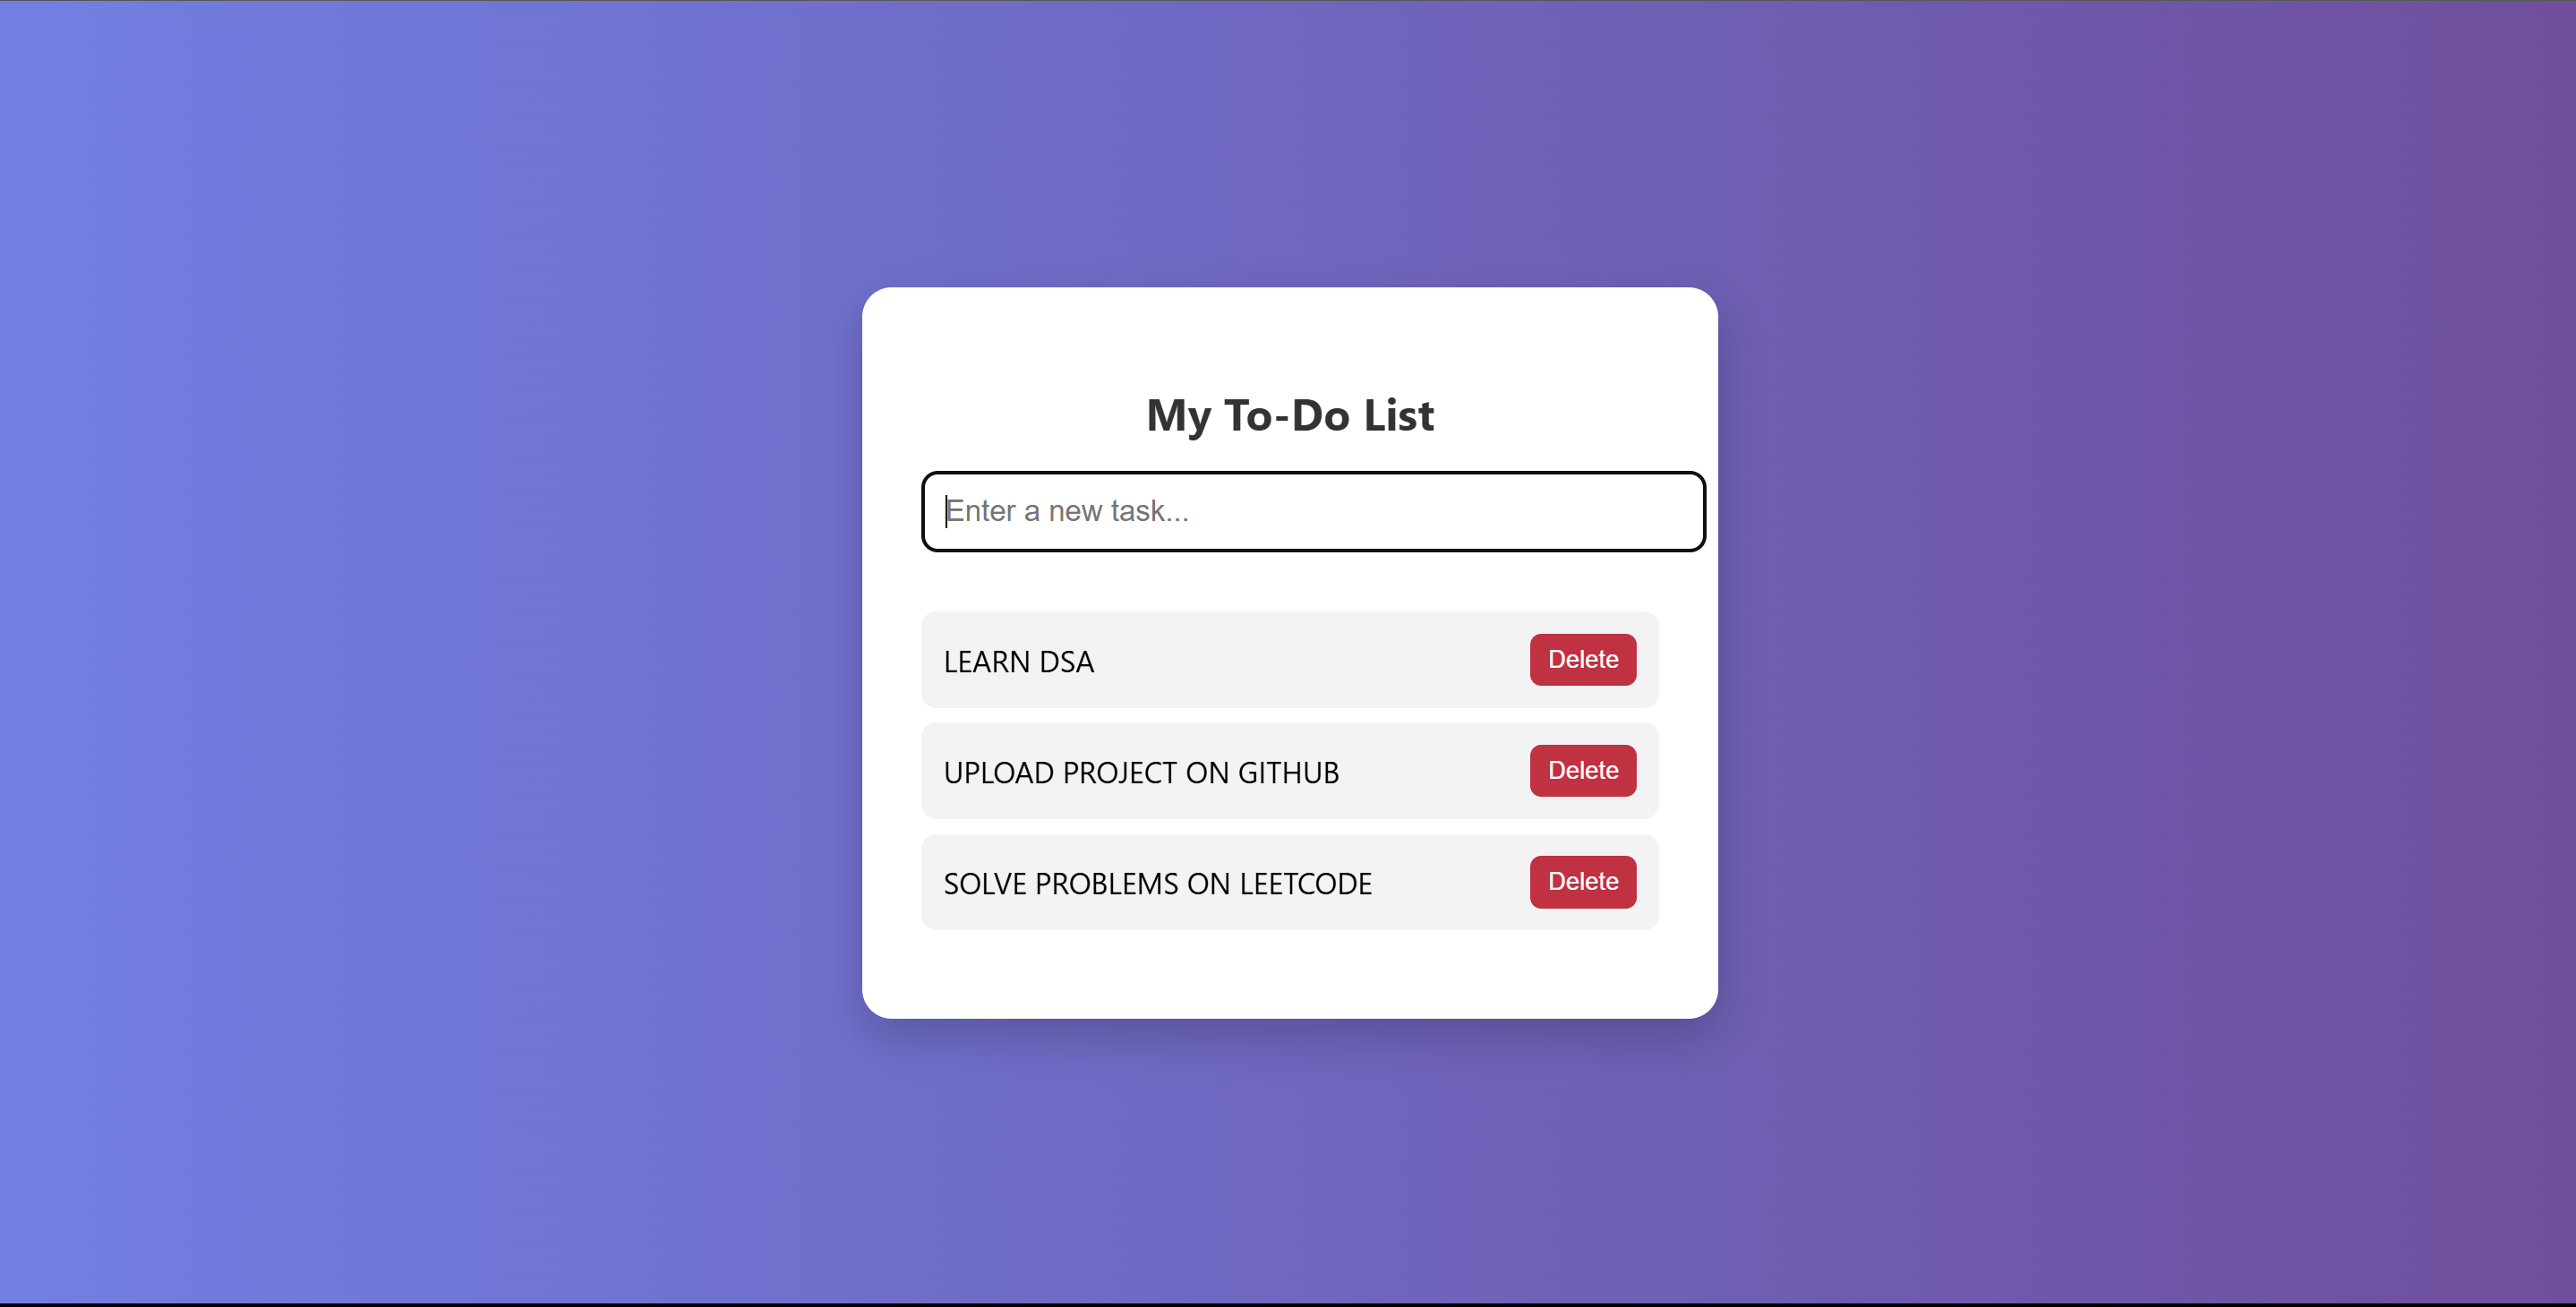 My To-Do List
Enter a new task...
LEARN DSA
Delete
UPLOAD PROJECT ON GITHUB
Delete
SOLVE PROBLEMS ON LEETCODE
Delete